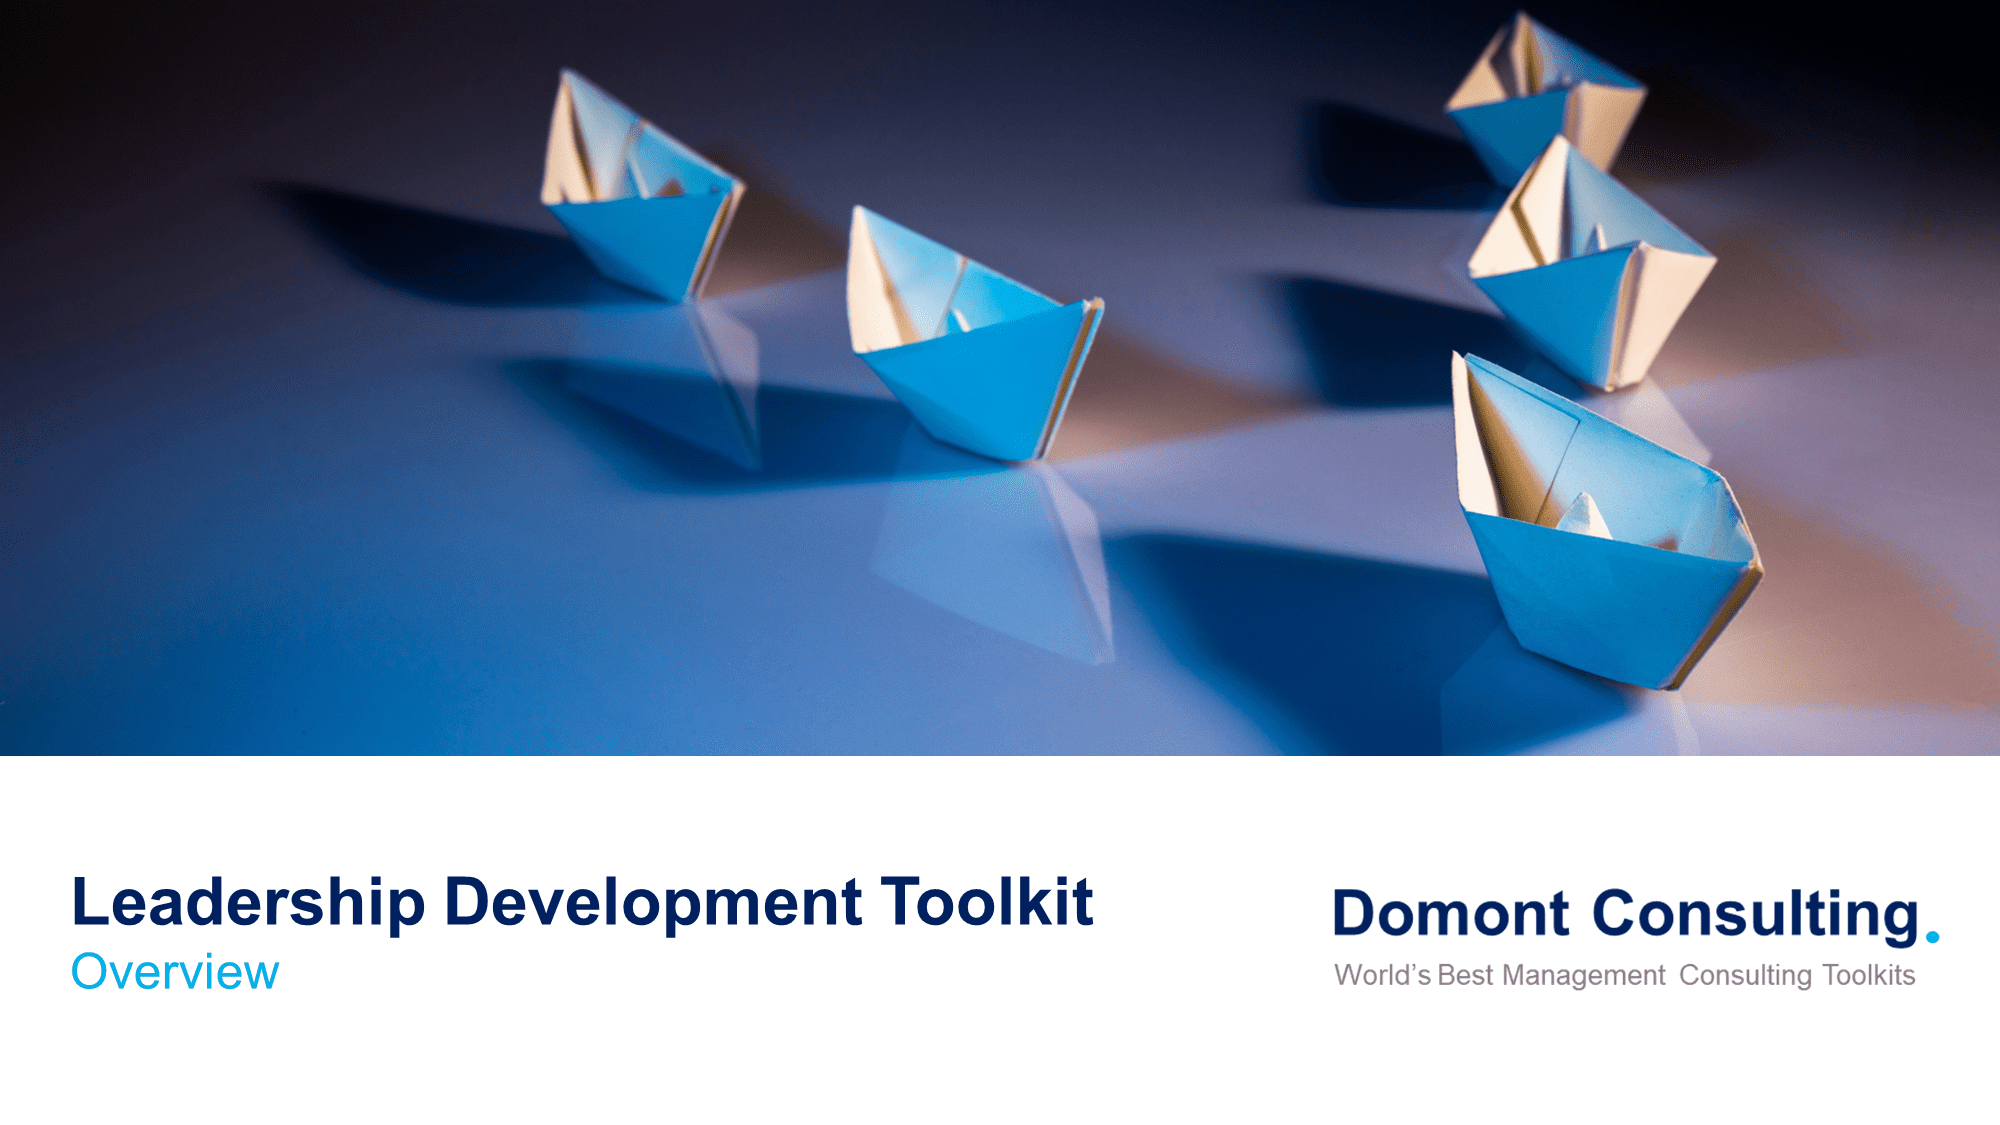 Leadership Development Toolkit
Overview
Domont Consulting.
World's Best Management Consulting Toolkits